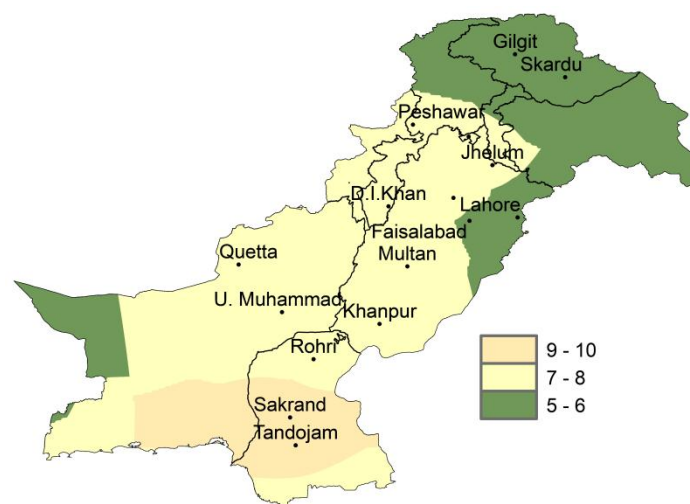 Gilgit
Skardu
Peshawar
Jhelum
D.I.Khan
Lahore
Faisalabad
Quetta
Multan
U. Muhammad
Khanpur
Rohri
9 - 10
7 - 8
5 - 6
Sakrand
Tandojam